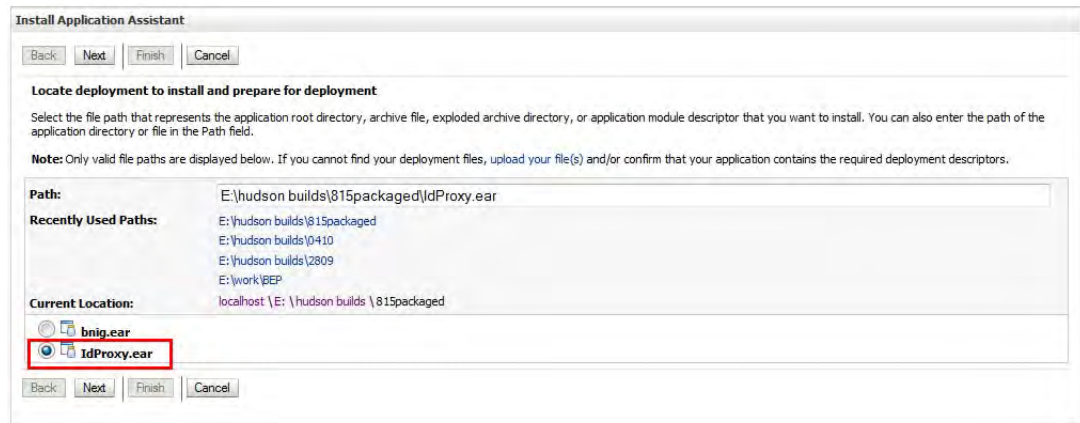 Install Application Assistant
Back Next Finish Cancel
Locate deployment to install and prepare for deployment
Select the file path that represents the application root directory, archive file, exploded archive directory, or application module descriptor that you want to install. You can also enter the path of the
application directory or file in the Path field.
Note: Only valid file paths are displayed below. If you cannot find your deployment files, upload your file(s) and/or confirm that your application contains the required deployment descriptors.
Path: E:\hudson builds\815packaged\IdProxy.ear
Recently Used Paths: E:\hudson builds\815packaged
E:\hudson builds\0410
E:\hudson builds\2809
E:\work\BEP
Current Location: localhost \E: \hudson builds \815packaged
bnig.ear
IdProxy.ear
Back Next Finish Cancel